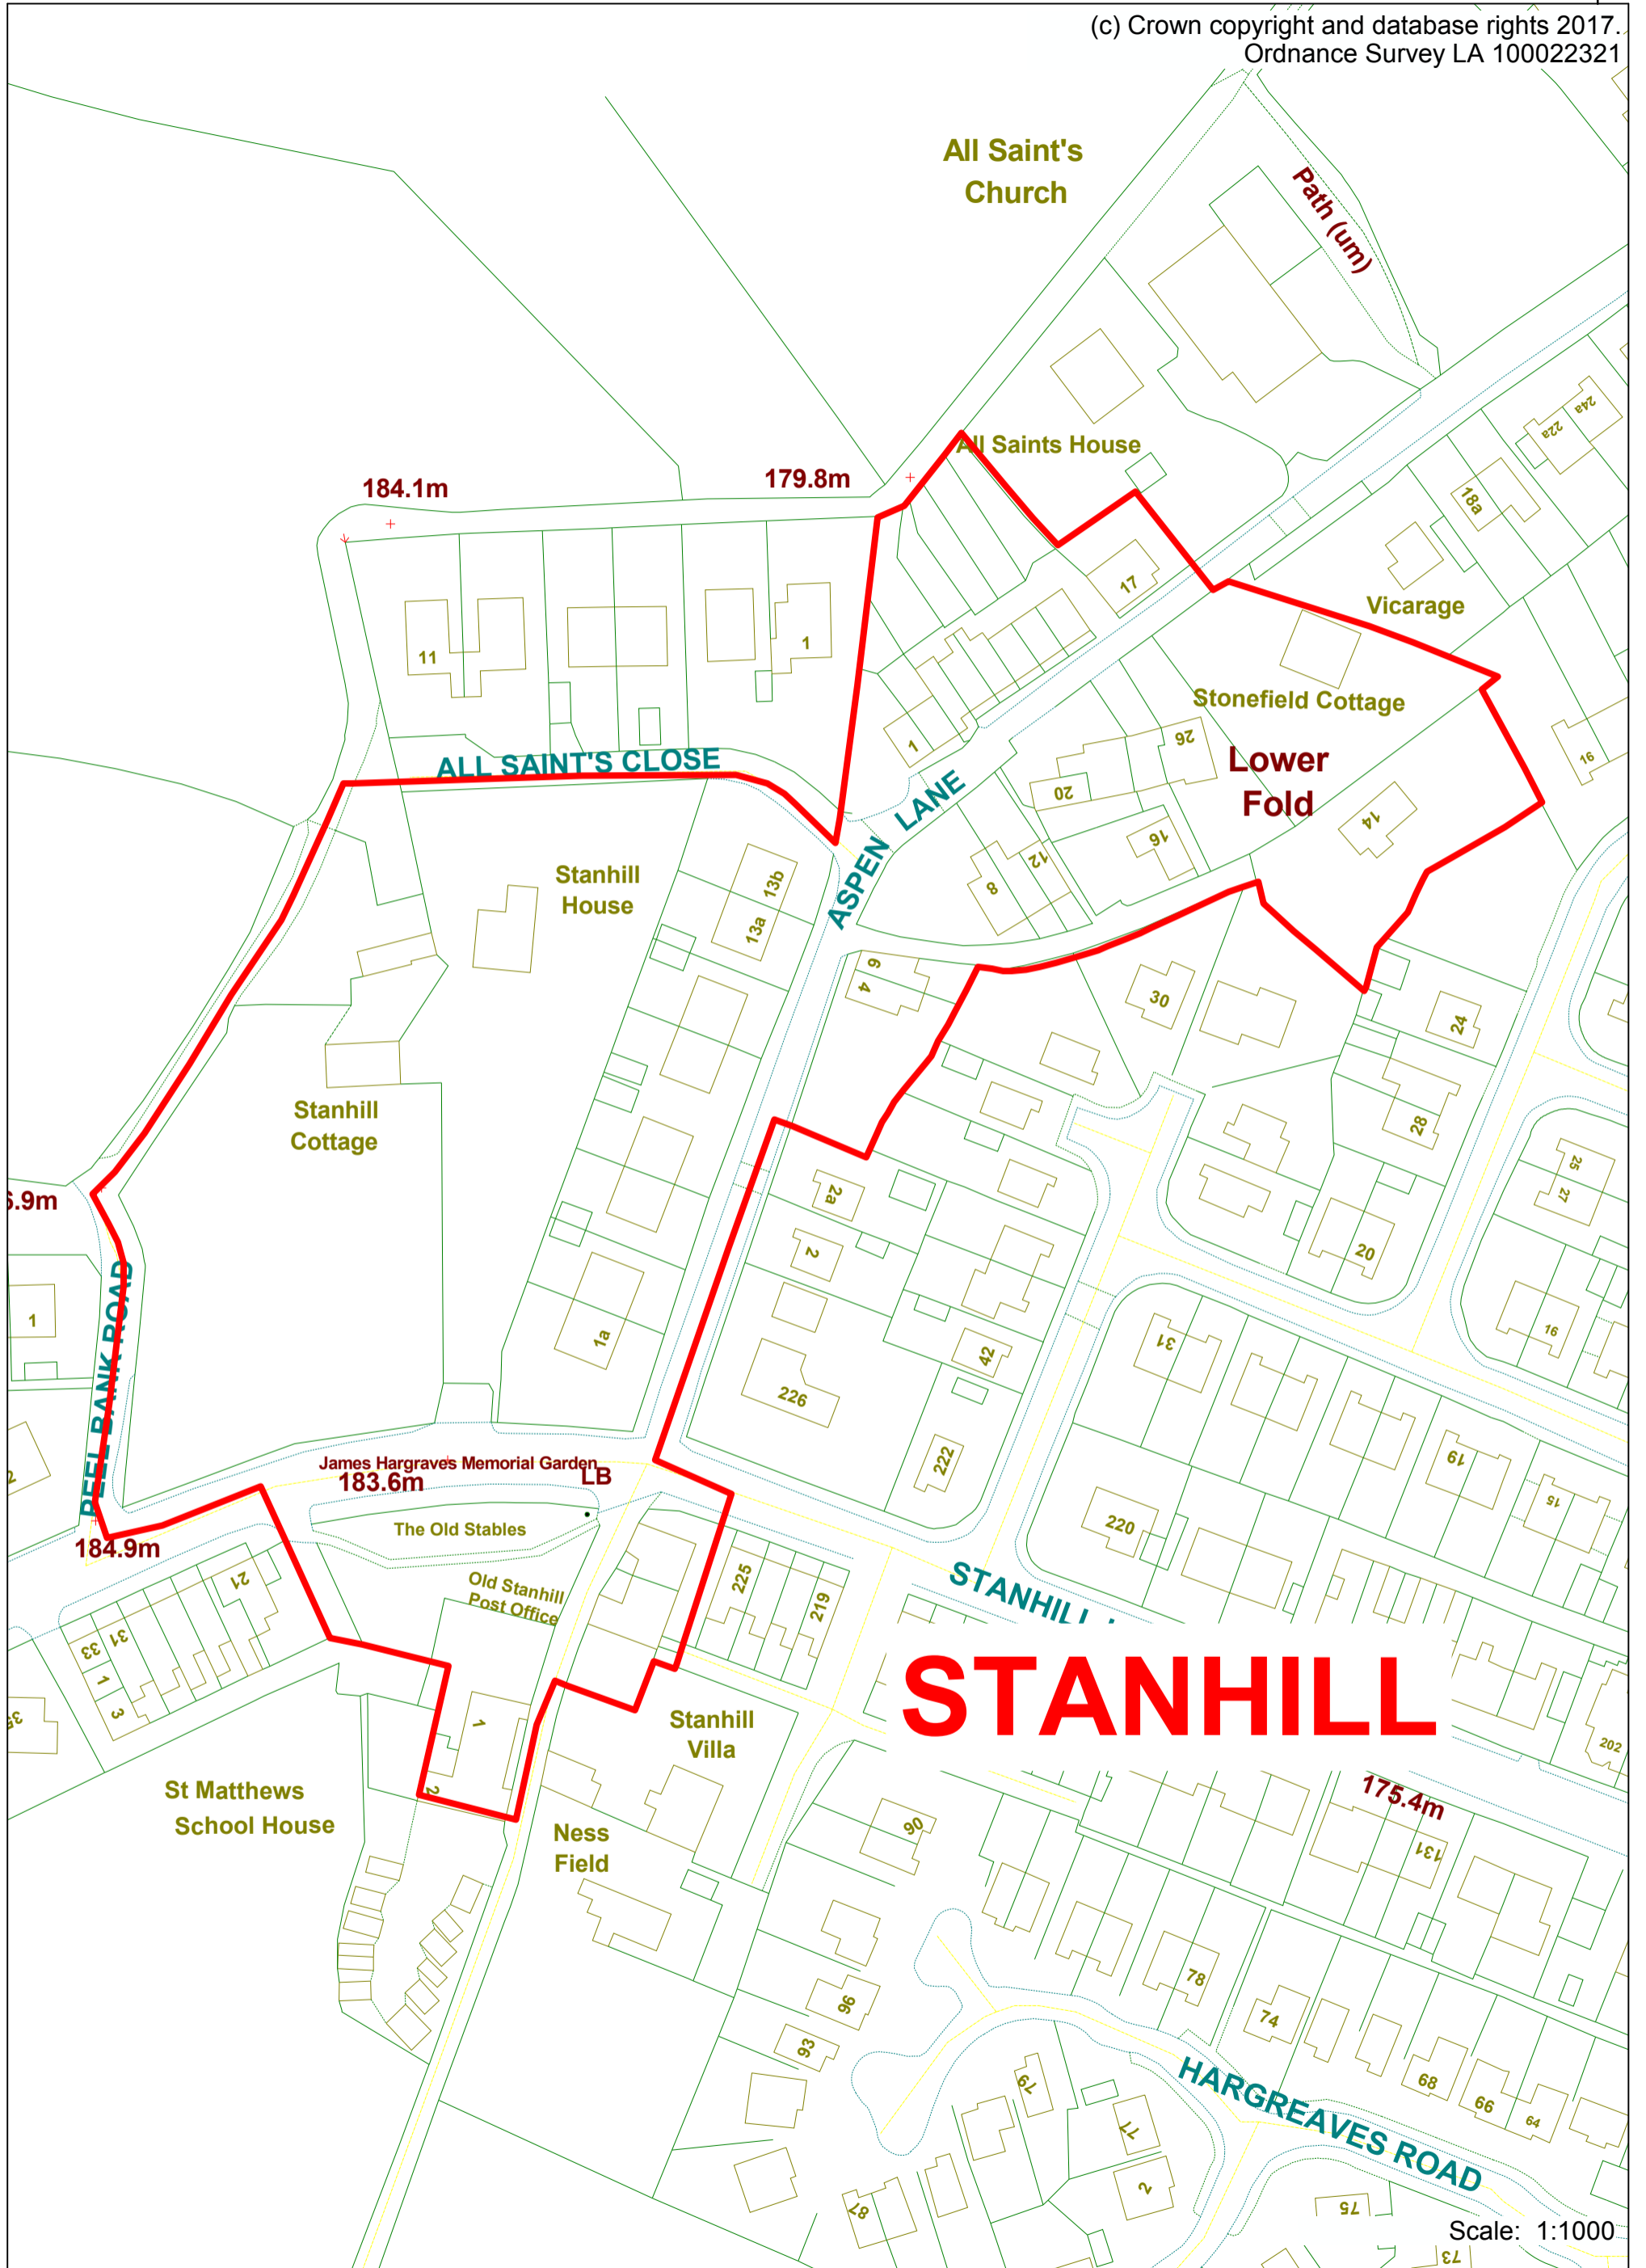 (c) Crown copyright and database rights 2017.
Ordnance Survey LA 100022321
All Saint's
Church
Path (um)
All Saints House
184.1m
179.8m
24a
22a
18a
17
Vicarage
11
1
1
Stonefield Cottage
26
20
Lower
Fold
16
14
16
12
8
ALL SAINT'S CLOSE
ASPEN LANE
Stanhill
House
13b
13a
6
4
30
24
28
Stanhill
Cottage
2a
2
25
27
20
16
.9m
1
PEEL BANK ROAD
1a
31
42
226
222
220
19
15
2
James Hargrave's Memorial Garden
183.6m
LB
The Old Stables
184.9m
Old Stanhill
Post Office
21
31
33
1
3
35
225
219
STANHILL
STANHILL
202
1
2
Stanhill
Villa
St Matthews
School House
Ness
Field
175.4m
131
90
96
93
78
74
68
66
64
79
77
2
87
75
73
HARGREAVES ROAD
Scale: 1:1000